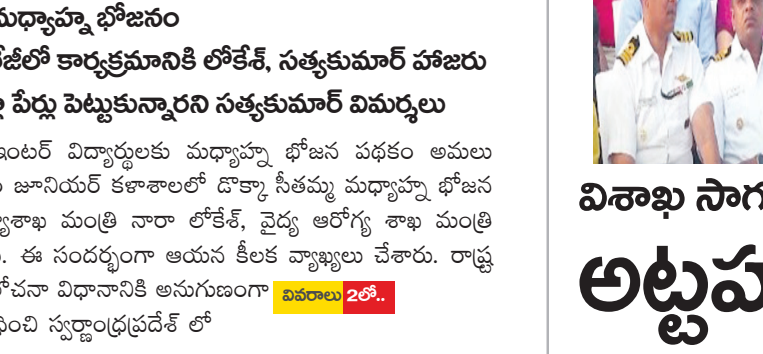 మధ్యాహ్న భోజనం
కార్యక్రమానికి లోకేశ్, సత్యకుమార్ హాజరు
పేర్లు పెట్టుకున్నారని సత్యకుమార్ విమర్శలు
ఇంటర్ విద్యార్థులకు మధ్యాహ్న భోజన పథకం అమలు
జూనియర్ కళాశాలలో డొక్కా సీతమ్మ మధ్యాహ్న భోజన
మంత్రి నారా లోకేశ్, వైద్య ఆరోగ్య శాఖ మంత్రి
. ఈ సందర్భంగా ఆయన కీలక వ్యాఖ్యలు చేశారు. రాష్ట్ర
విధానానికి అనుగుణంగా వివరాలు 2లో..
స్వర్ణాంధ్రప్రదేశ్ లో
విశాఖ సాగ
అట్టహ